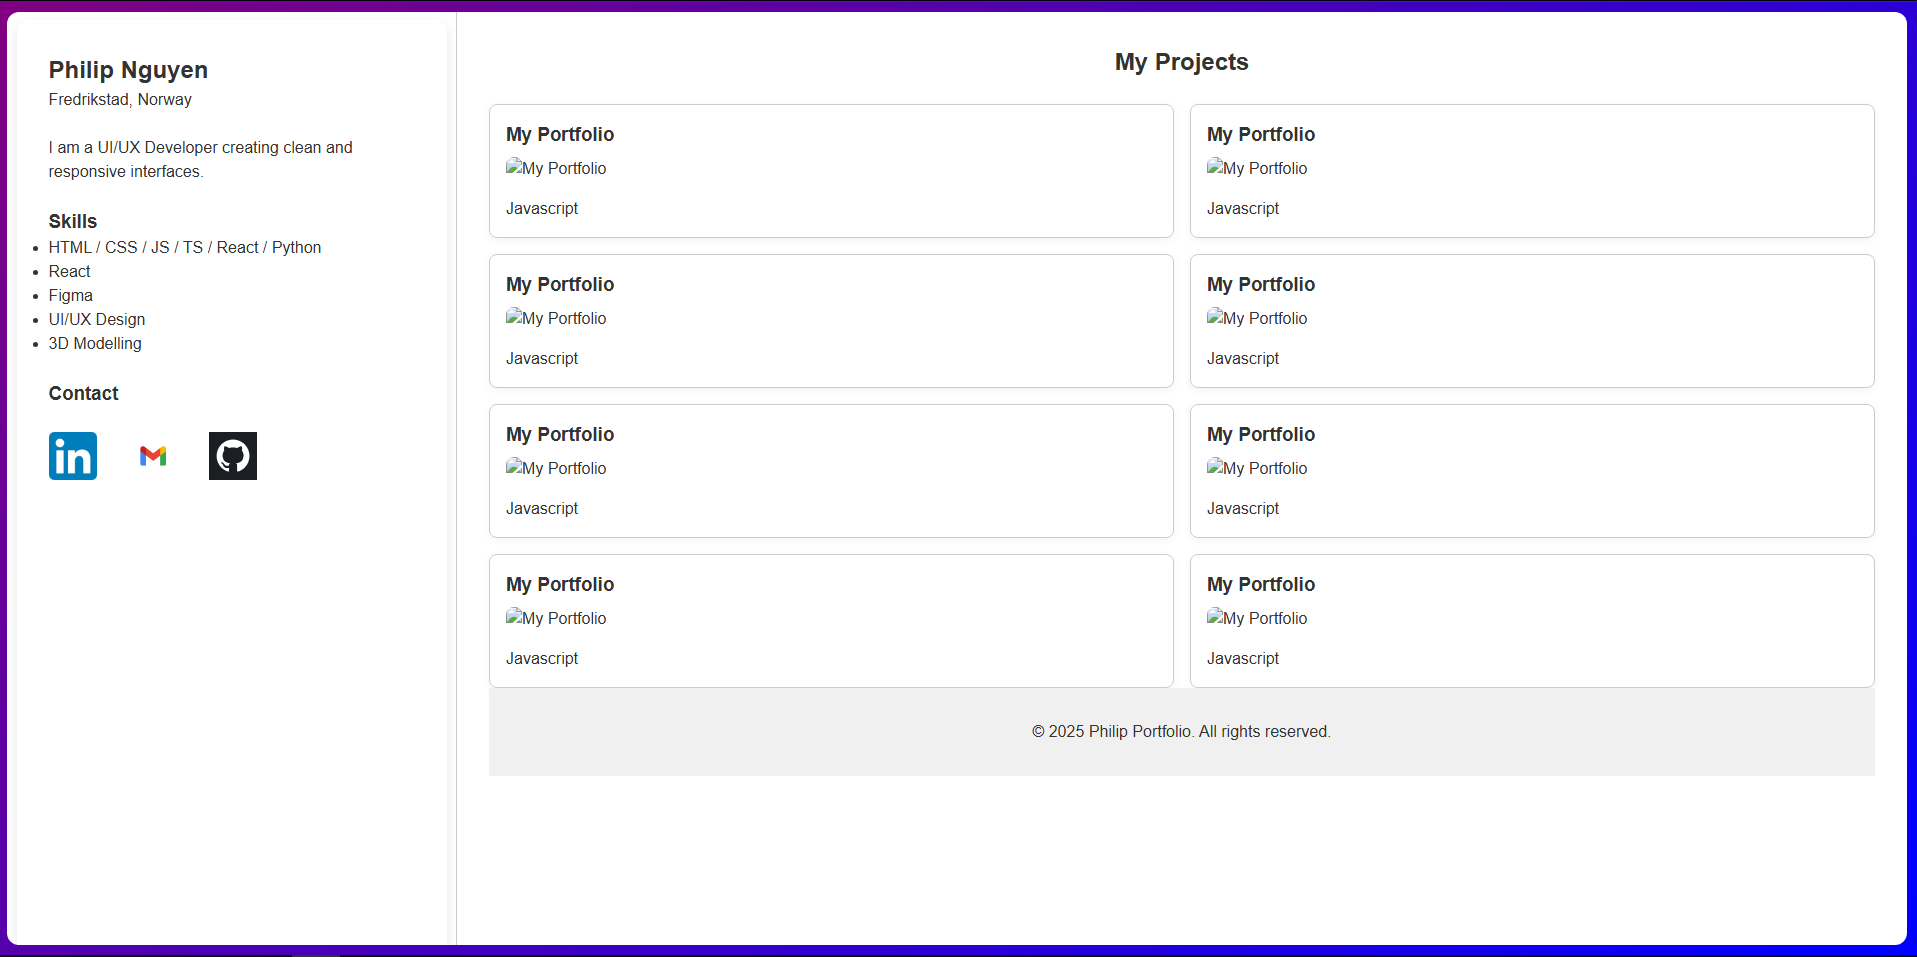 Philip Nguyen
Fredrikstad, Norway
I am a UI/UX Developer creating clean and
responsive interfaces.
Skills
HTML / CSS / JS / TS / React / Python
React
Figma
UI/UX Design
3D Modelling
Contact
in
My Projects
My Portfolio
My Portfolio
Javascript
My Portfolio
My Portfolio
Javascript
My Portfolio
My Portfolio
Javascript
My Portfolio
My Portfolio
Javascript
My Portfolio
My Portfolio
Javascript
My Portfolio
My Portfolio
Javascript
My Portfolio
My Portfolio
Javascript
My Portfolio
My Portfolio
Javascript
© 2025 Philip Portfolio. All rights reserved.